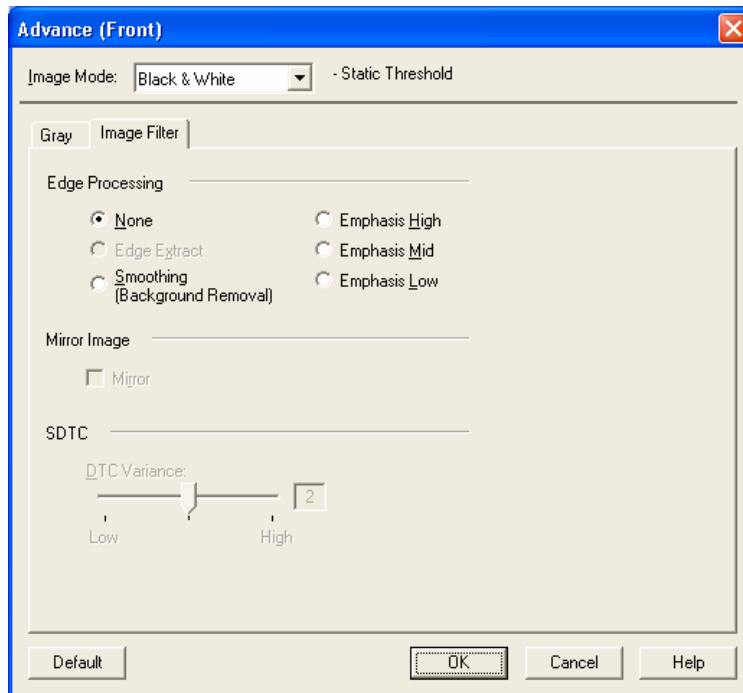 Advance (Front)
Image Mode: Black & White - Static Threshold
Gray Image Filter
Edge Processing
None Emphasis High
Edge Extract Emphasis Mid
Smoothing
(Background Removal) Emphasis Low
Mirror Image
Mirror
SDTC
DTC Variance:
2
Low High
Default OK Cancel Help